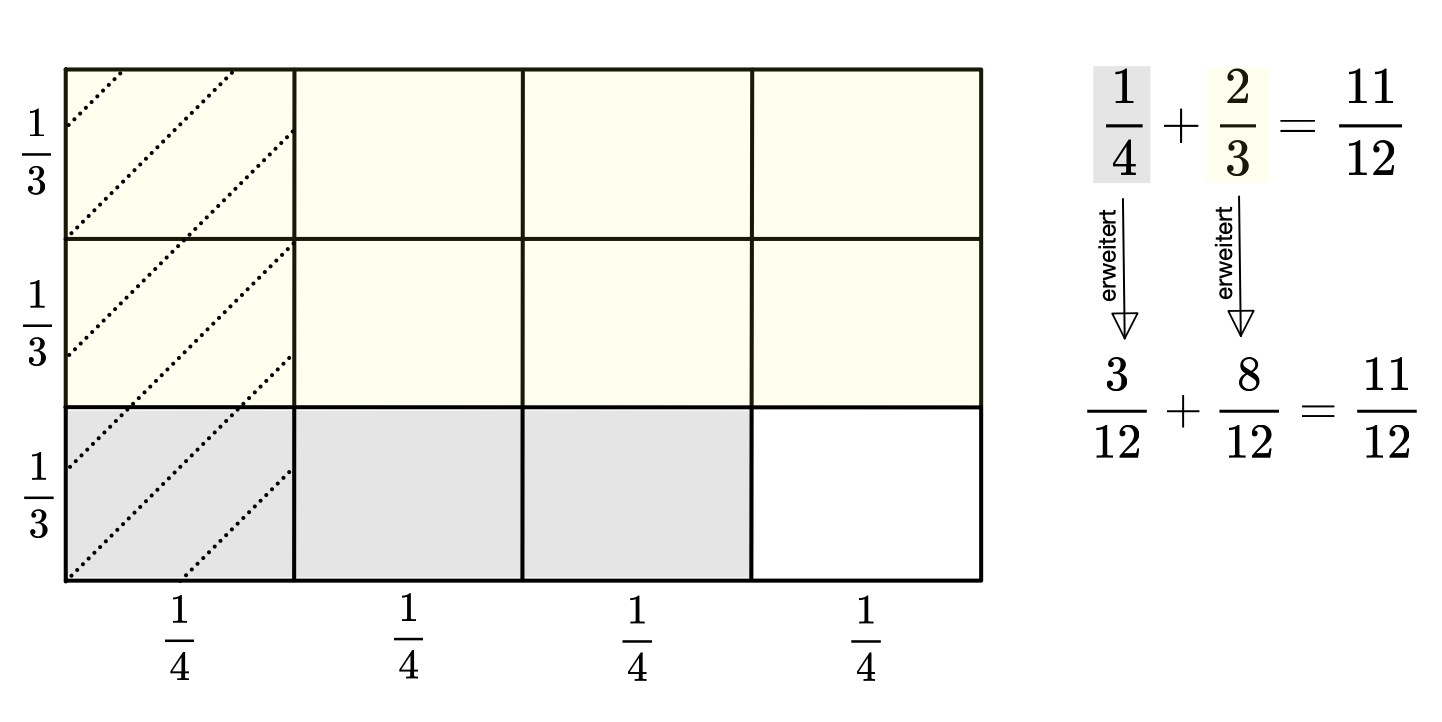 1/3
1/3
1/3
1/4 1/4 1/4 1/4
1/4 + 2/3 = 11/12
erweitert erweitert
3/12 + 8/12 = 11/12